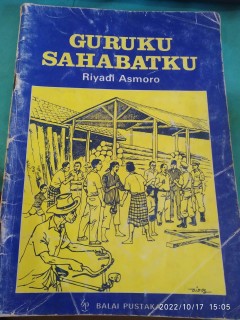 GURUKU
SAHABATKU
Riyadi Asmoro
BALAI PUSTAKA
2022/10/17 15:05